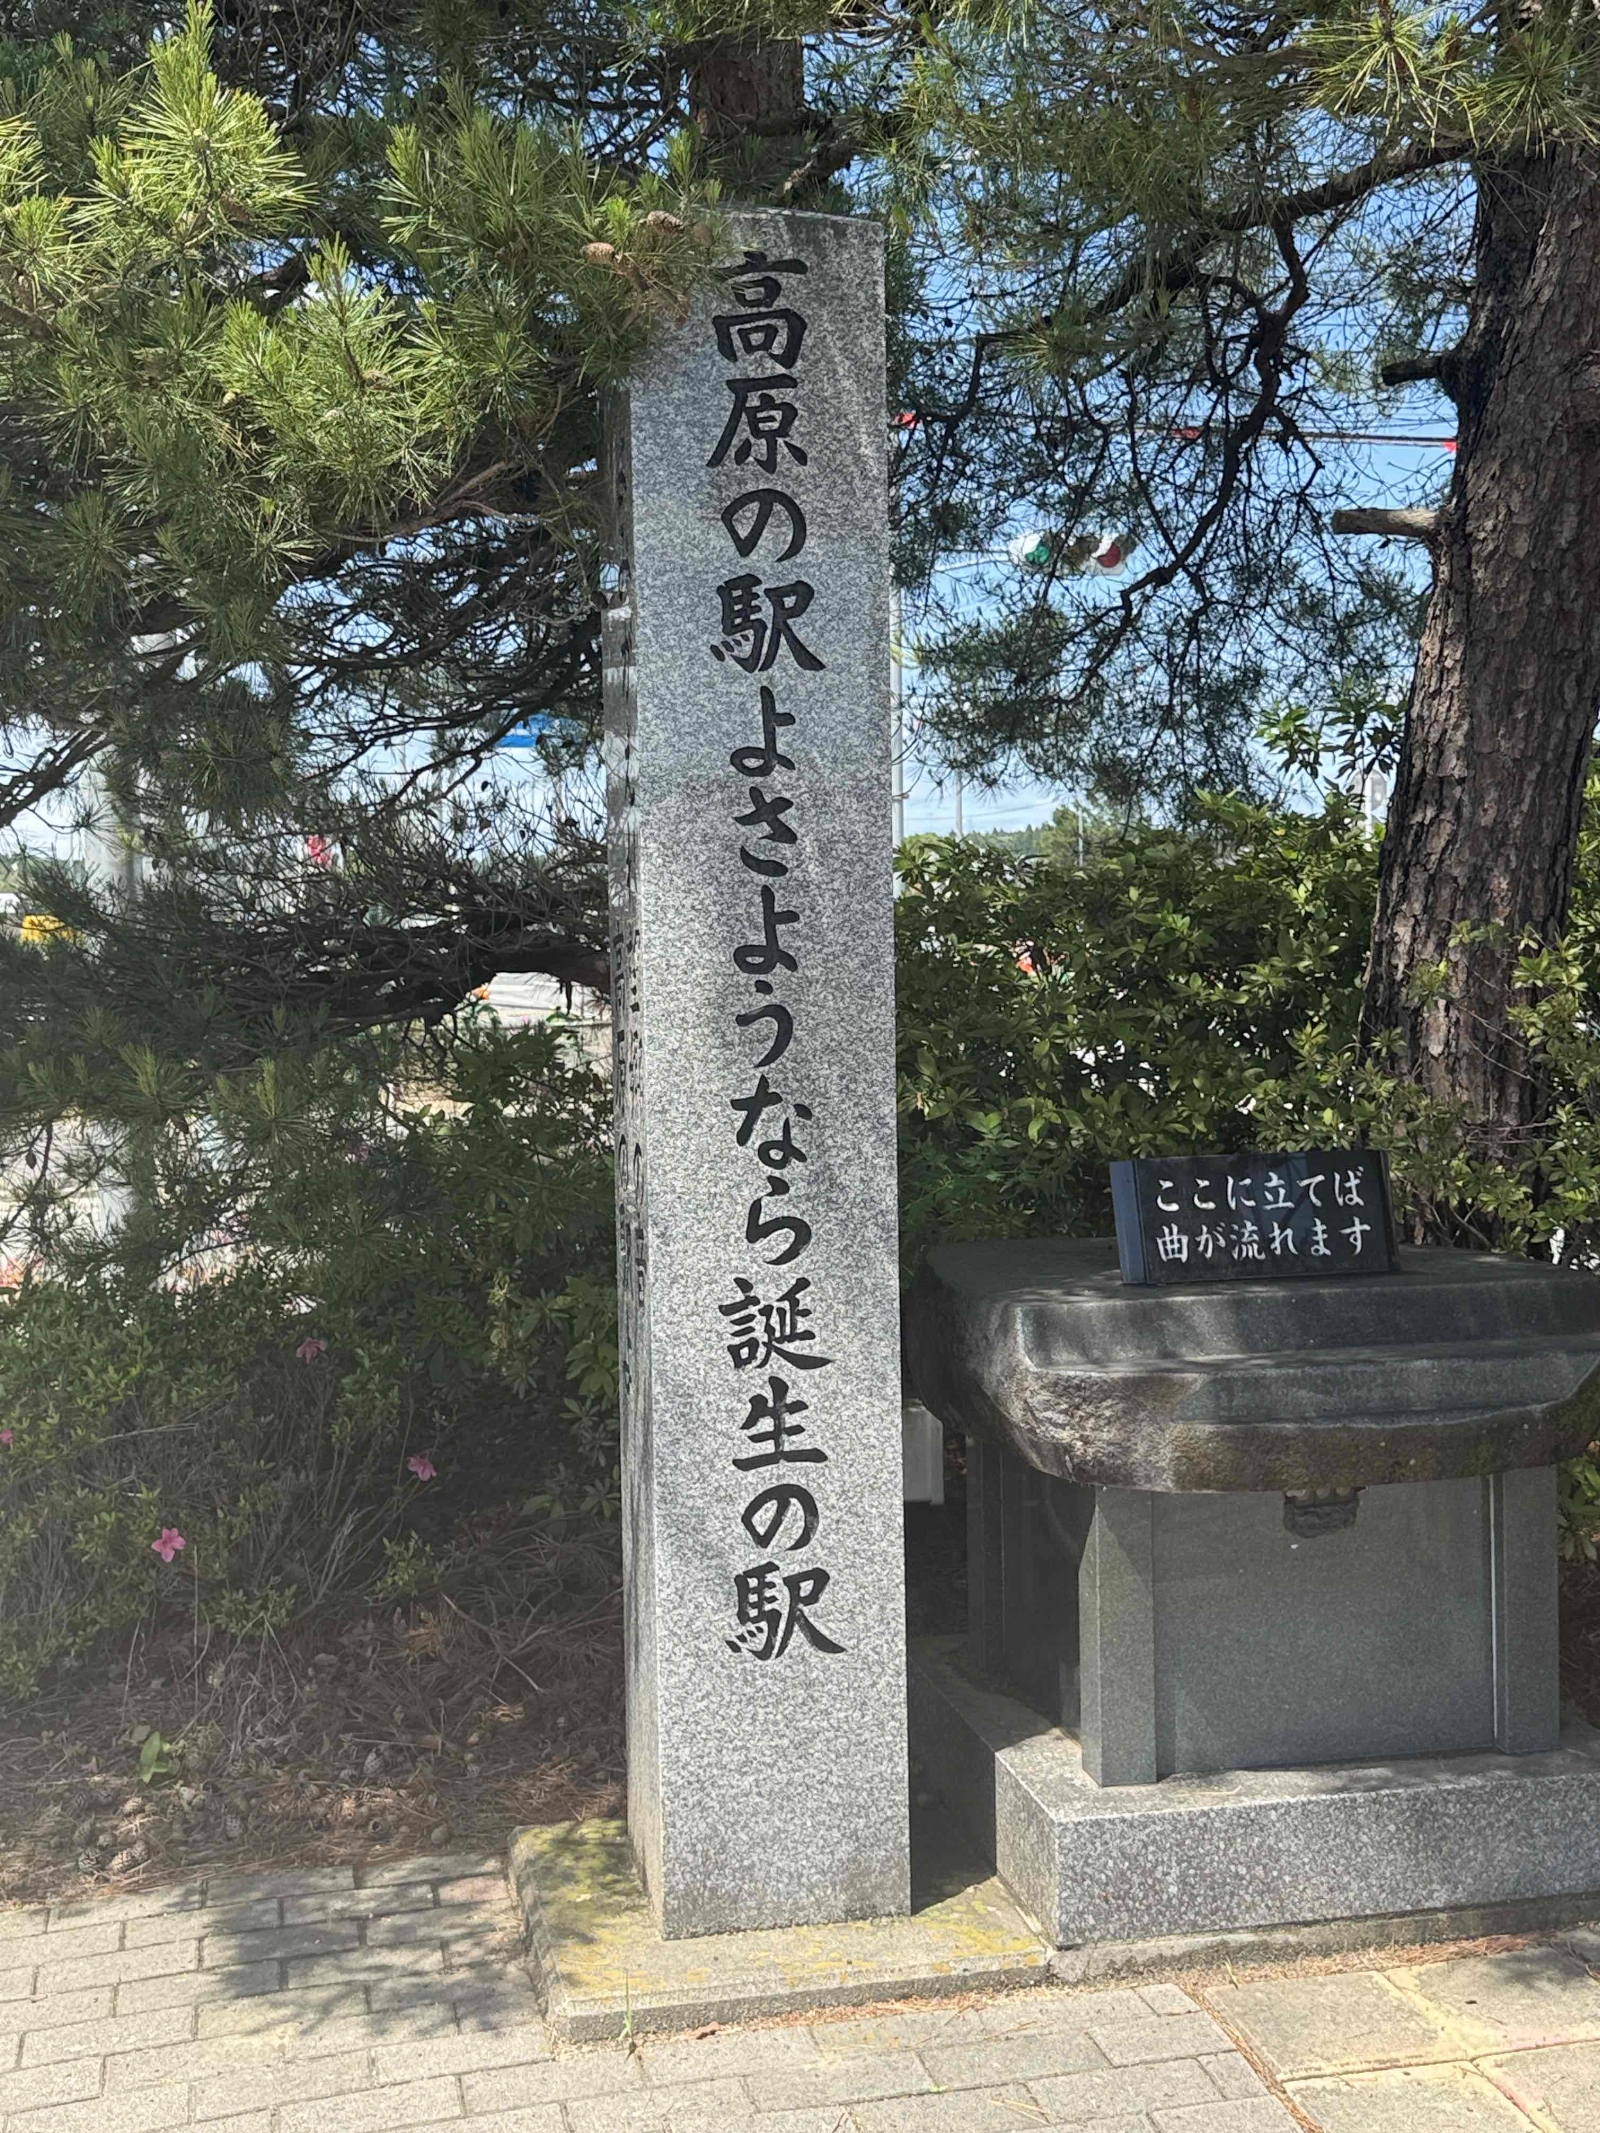 高原の駅よさようなら誕生の駅
ここに立てば
曲が流れます